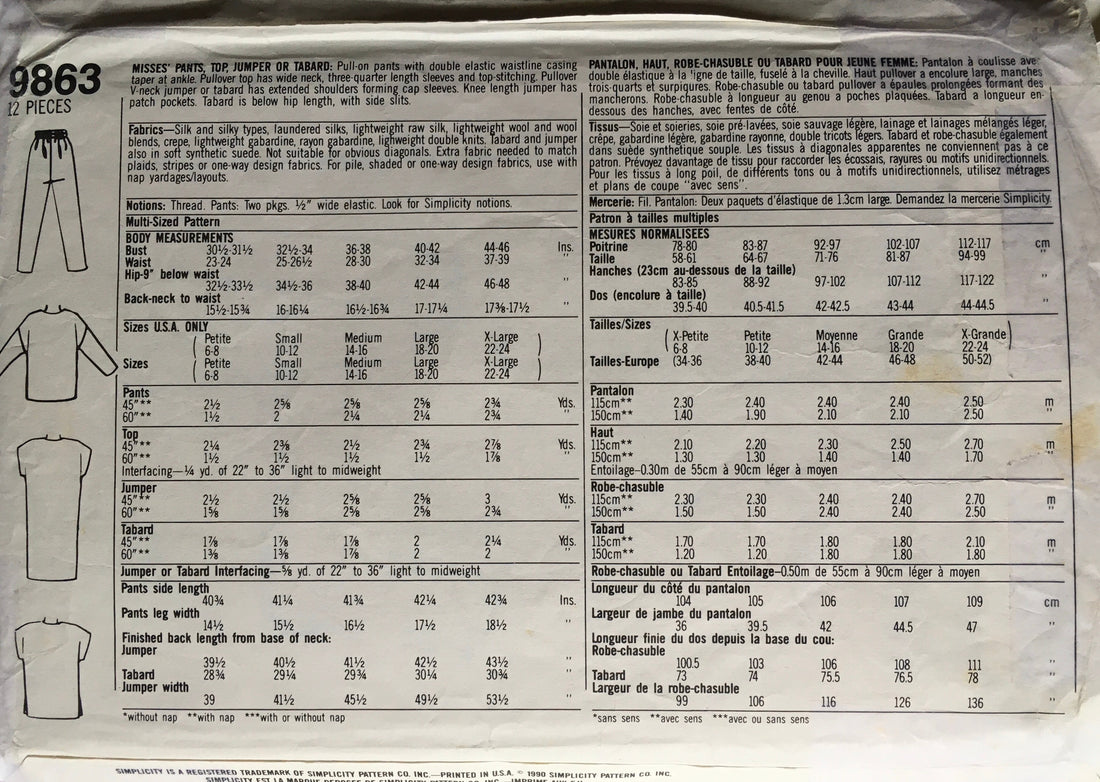 9863
12 PIECES
MISSES' PANTS, TOP, JUMPER OR TABARD: Pull-on pants with double elastic waistline casing
taper at ankle. Pullover top has wide neck, three-quarter length sleeves and top-stitching. Pullover
V-neck jumper or tabard has extended shoulders forming cap sleeves. Knee length jumper has
patch pockets. Tabard is below hip length, with side slits.
Fabrics—Silk and silky types, laundered silks, lightweight raw silk, lightweight wool and wool
blends, crepe, lightweight gabardine, rayon gabardine, lighweight double knits. Tabard and jumper
also in soft synthetic suede. Not suitable for obvious diagonals. Extra fabric needed to match
plaids, stripes or one-way design fabrics. For pile, shaded or one-way design fabrics, use with
nap yardages/layouts.
Notions: Thread. Pants: Two pkgs. ½" wide elastic. Look for Simplicity notions.
Multi-Sized Pattern
BODY MEASUREMENTS
Bust 30½-31½ 32½-34 36-38 40-42 44-46 Ins.
Waist 23-24 25-26½ 28-30 32-34 37-39 "
Hip-9" below waist
32½-33½ 34½-36 38-40 42-44 46-48 "
Back-neck to waist
15½-15¾ 16-16¼ 16½-16¾ 17-17¼ 17⅜-17½ "
Sizes U.S.A. ONLY
( Petite Small Medium Large X-Large )
6-8 10-12 14-16 18-20 22-24
Sizes ( Petite Small Medium Large X-Large )
6-8 10-12 14-16 18-20 22-24
Pants
45"** 2½ 2⅝ 2⅝ 2⅝ 2¾ Yds.
60"** 1½ 2 2¼ 2¼ 2¾ "
Top
45"** 2¼ 2⅜ 2½ 2¾ 2⅞ Yds.
60"** 1½ 1½ 1½ 1½ 1⅞ "
Interfacing—¼ yd. of 22" to 36" light to midweight
Jumper
45"** 2½ 2½ 2⅝ 2⅝ 3 Yds.
60"** 1⅝ 1⅝ 2⅝ 2⅝ 2¾ "
Tabard
45"** 1⅞ 1⅞ 1⅞ 2 2¼ Yds.
60"** 1⅜ 1⅜ 1⅞ 2 2 "
Jumper or Tabard Interfacing—⅝ yd. of 22" to 36" light to midweight
Pants side length
40¾ 41¼ 41¾ 42¼ 42¾ Ins.
Pants leg width
14½ 15½ 16½ 17½ 18½ "
Finished back length from base of neck:
Jumper
39½ 40½ 41½ 42½ 43½ "
Tabard 28¾ 29¼ 29¾ 30¼ 30¾ "
Jumper width
39 41½ 45½ 49½ 53½ "
*without nap **with nap ***with or without nap
PANTALON, HAUT, ROBE-CHASUBLE OU TABARD POUR JEUNE FEMME: Pantalon à coulisse ave
double élastique à la ligne de taille, fuselé à la cheville. Haut pullover a encolure large, manches
trois-quarts et surpiqures. Robe-chasuble ou tabard pullover a épaules prolongées formant des
mancherons. Robe-chasuble à longueur au genou a poches plaquées. Tabard a longueur en-
dessous des hanches, avec fentes de côté.
Tissus—Soie et soieries, soie pré-lavées, soie sauvage légère, lainage et lainages mélangés léger,
crêpe, gabardine légère, gabardine rayonne, double tricots légers. Tabard et robe-chasuble également
dans suède synthetique souple. Les tissus à diagonales apparentes ne conviennent pas à ce
patron. Prévoyez davantage de tissu pour raccorder les écossais, rayures ou motifs unidirectionnels.
Pour les tissus à long poil, de différents tons ou à motifs unidirectionnels, utilisez métrages
et plans de coupe "avec sens".
Mercerie: Fil. Pantalon: Deux paquets d'élastique de 1.3cm large. Demandez la mercerie Simplicity.
Patron à tailles multiples
MESURES NORMALISEES
Poitrine 78-80 83-87 92-97 102-107 112-117 cm
Taille 58-61 64-67 71-76 81-87 94-99 "
Hanches (23cm au-dessous de la taille)
83-85 88-92 97-102 107-112 117-122 "
Dos (encolure à taille)
39.5-40 40.5-41.5 42-42.5 43-44 44-44.5 "
Tailles/Sizes
( X-Petite Petite Moyenne Grande X-Grande )
6-8 10-12 14-16 18-20 22-24
Tailles-Europe (34-36 38-40 42-44 46-48 50-52)
Pantalon
115cm** 2.30 2.40 2.40 2.40 2.50 m
150cm** 1.40 1.90 2.10 2.10 2.50 "
Haut
115cm** 2.10 2.20 2.30 2.50 2.70 m
150cm** 1.30 1.30 1.40 1.40 1.70 "
Entoilage-0.30m de 55cm à 90cm léger à moyen
Robe-chasuble
115cm** 2.30 2.30 2.40 2.40 2.70 m
150cm** 1.50 1.50 2.40 2.40 2.50 "
Tabard
115cm** 1.70 1.70 1.80 1.80 2.10 m
150cm** 1.20 1.20 1.80 1.80 1.80 "
Robe-chasuble ou Tabard Entoilage-0.50m de 55cm à 90cm léger à moyen
Longueur du côté du pantalon
104 105 106 107 109 cm
Largeur de jambe du pantalon
36 39.5 42 44.5 47 "
Longueur finie du dos depuis la base du cou:
Robe-chasuble
100.5 103 106 108 111 "
Tabard 73 74 75.5 76.5 78 "
Largeur de la robe-chasuble
99 106 116 126 136 "
*sans sens **avec sens ***avec ou sans sens
SIMPLICITY IS A REGISTERED TRADEMARK OF SIMPLICITY PATTERN CO. INC.—PRINTED IN U.S.A. © 1990 SIMPLICITY PATTERN CO. INC.